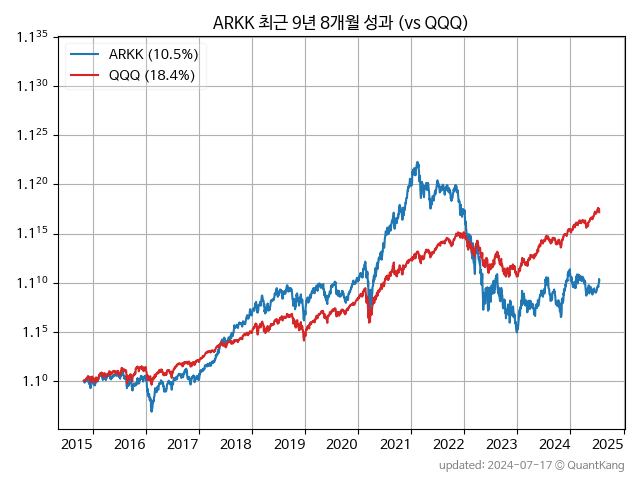 ARKK 최근 9년 8개월 성과 (vs QQQ)
1.1³⁵
1.1³⁰
1.1²⁵
1.1²⁰
1.1¹⁵
1.1¹⁰
1.1⁵
1.1⁰
ARKK (10.5%)
QQQ (18.4%)
2015 2016 2017 2018 2019 2020 2021 2022 2023 2024 2025
updated: 2024-07-17 © QuantKang